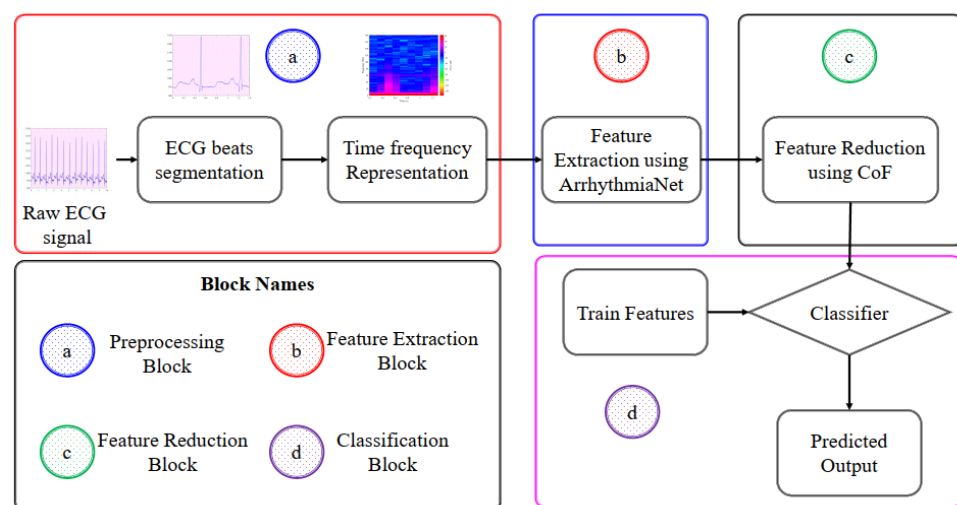 a
b
c
ECG beats
segmentation
Time frequency
Representation
Feature
Extraction using
ArrhythmiaNet
Feature Reduction
using CoF
Raw ECG
signal
Block Names
a
Preprocessing
Block
b
Feature Extraction
Block
c
Feature Reduction
Block
d
Classification
Block
Train Features
Classifier
d
Predicted
Output